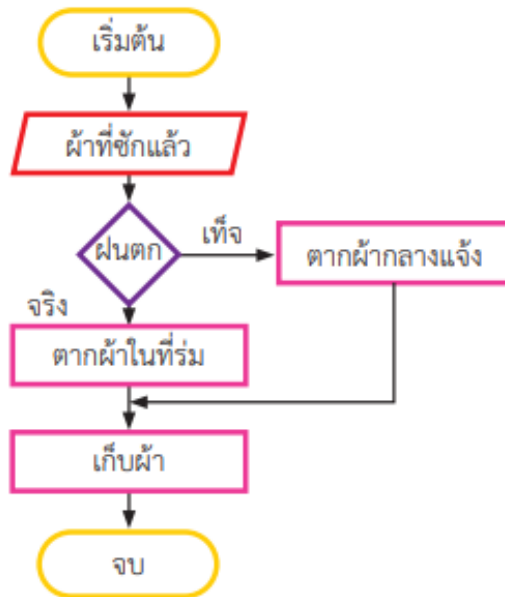 เริ่มต้น
ผ้าที่ซักแล้ว
ฝนตก
เท็จ
ตากผ้ากลางแจ้ง
จริง
ตากผ้าในที่ร่ม
เก็บผ้า
จบ